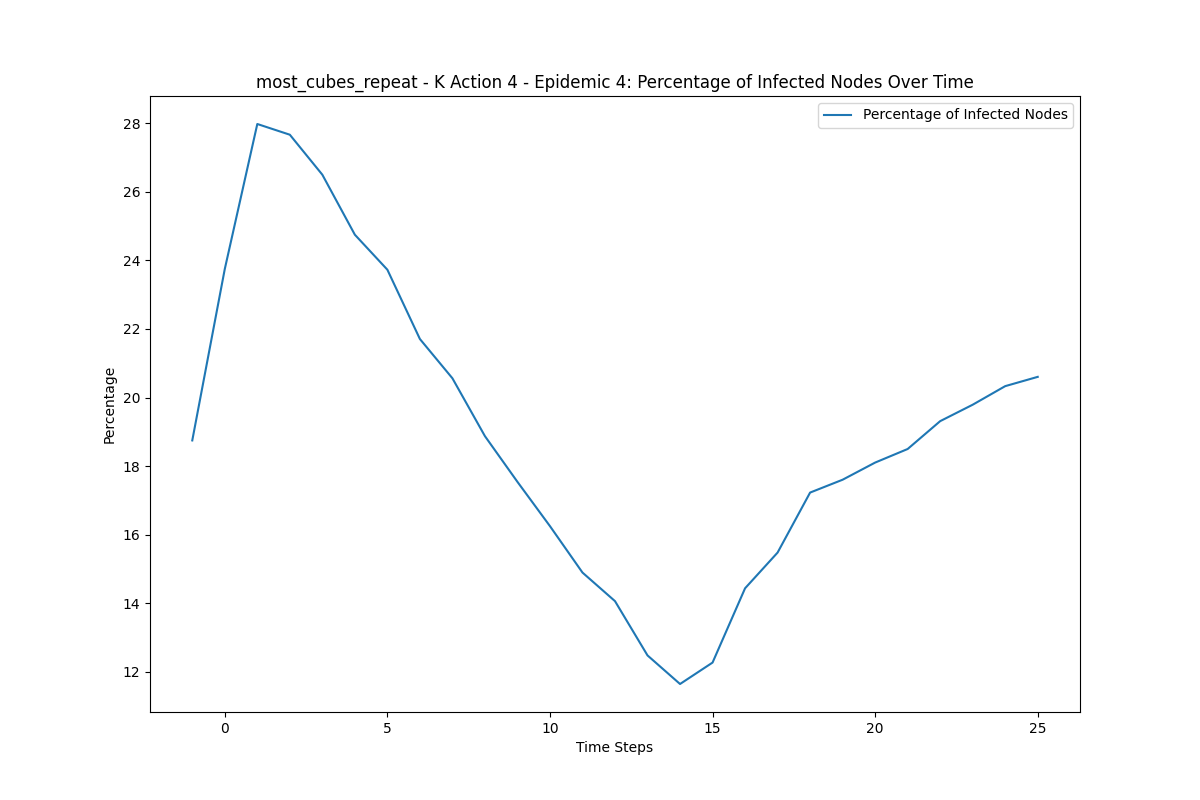 most_cubes_repeat - K Action 4 - Epidemic 4: Percentage of Infected Nodes Over Time
Percentage of Infected Nodes
28
26
24
22
20
18
16
14
12
Percentage
0 5 10 15 20 25
Time Steps